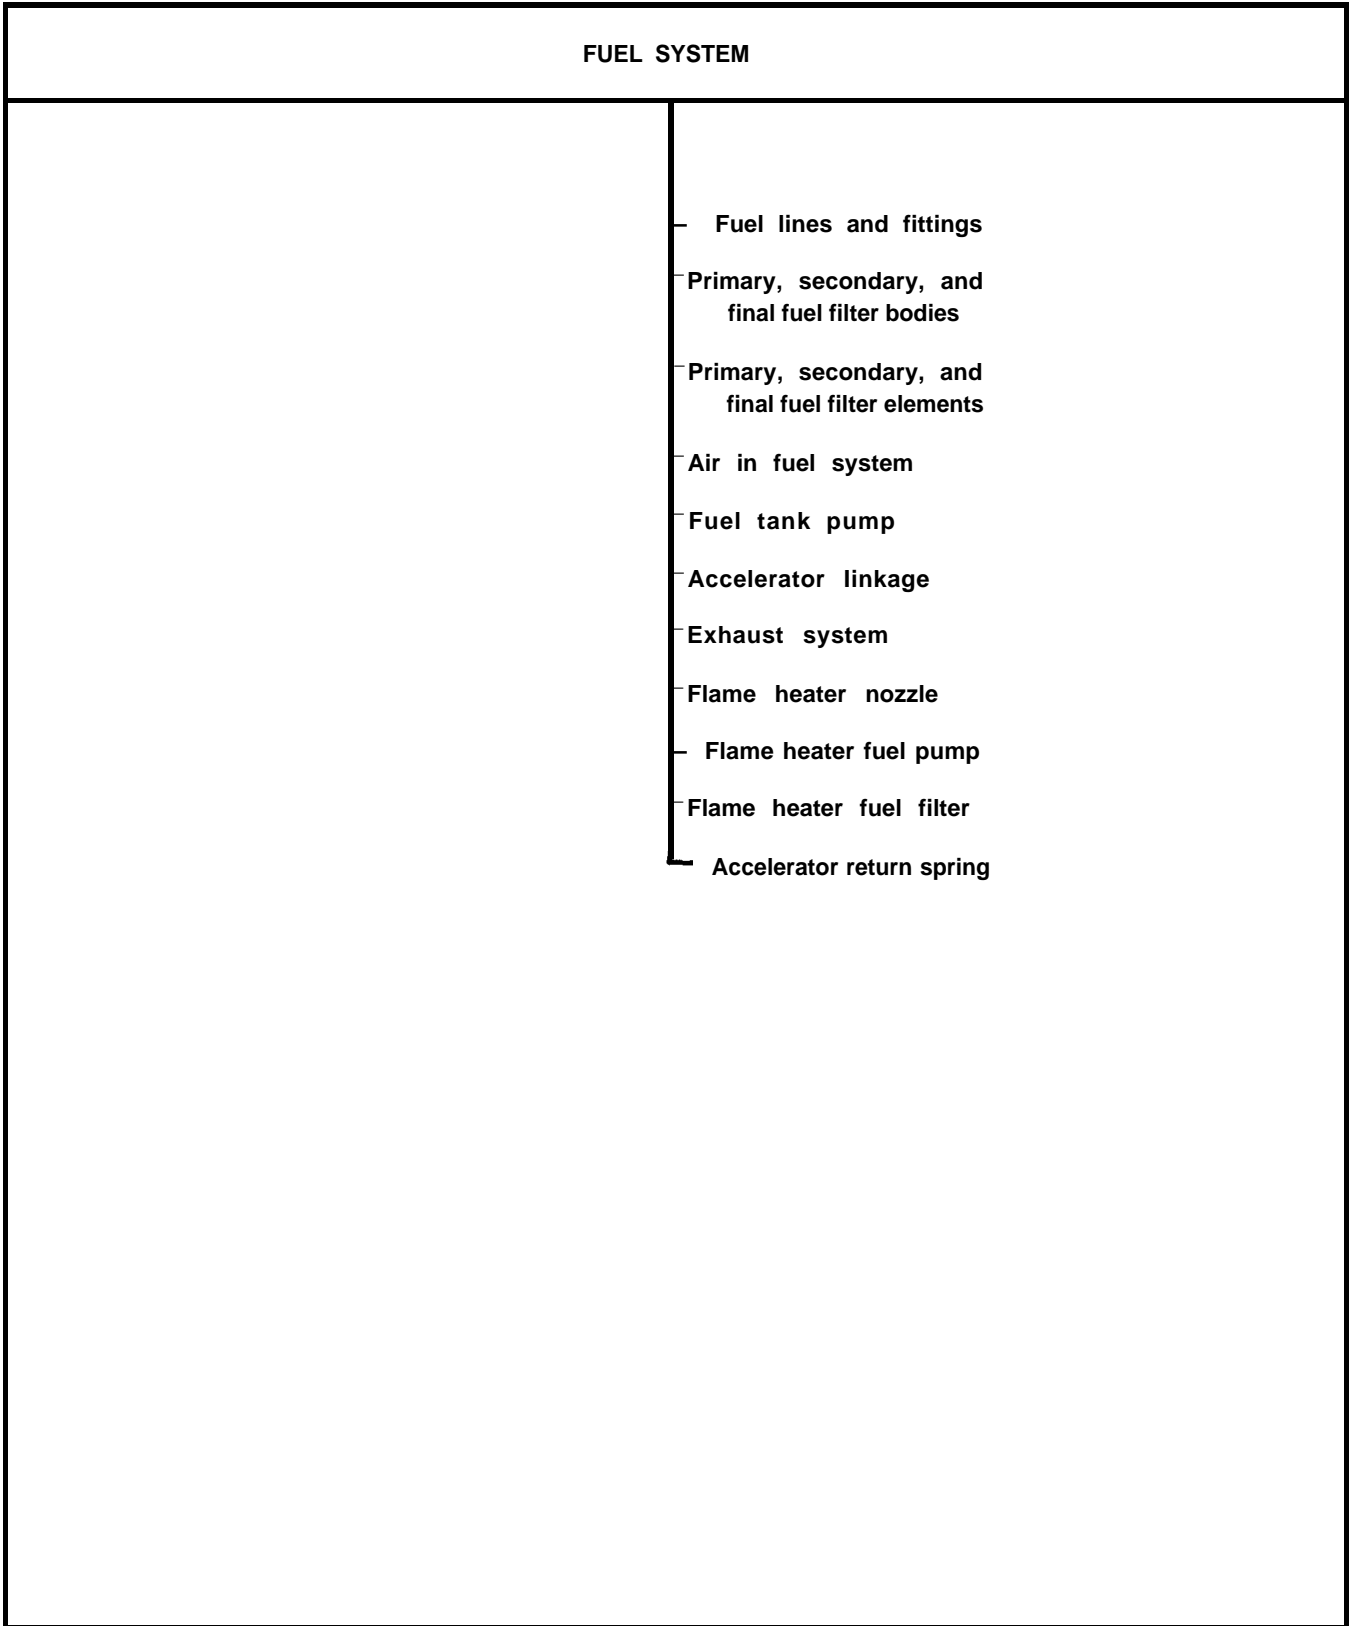 FUEL SYSTEM
Fuel lines and fittings
Primary, secondary, and
final fuel filter bodies
Primary, secondary, and
final fuel filter elements
Air in fuel system
Fuel tank pump
Accelerator linkage
Exhaust system
Flame heater nozzle
Flame heater fuel pump
Flame heater fuel filter
Accelerator return spring